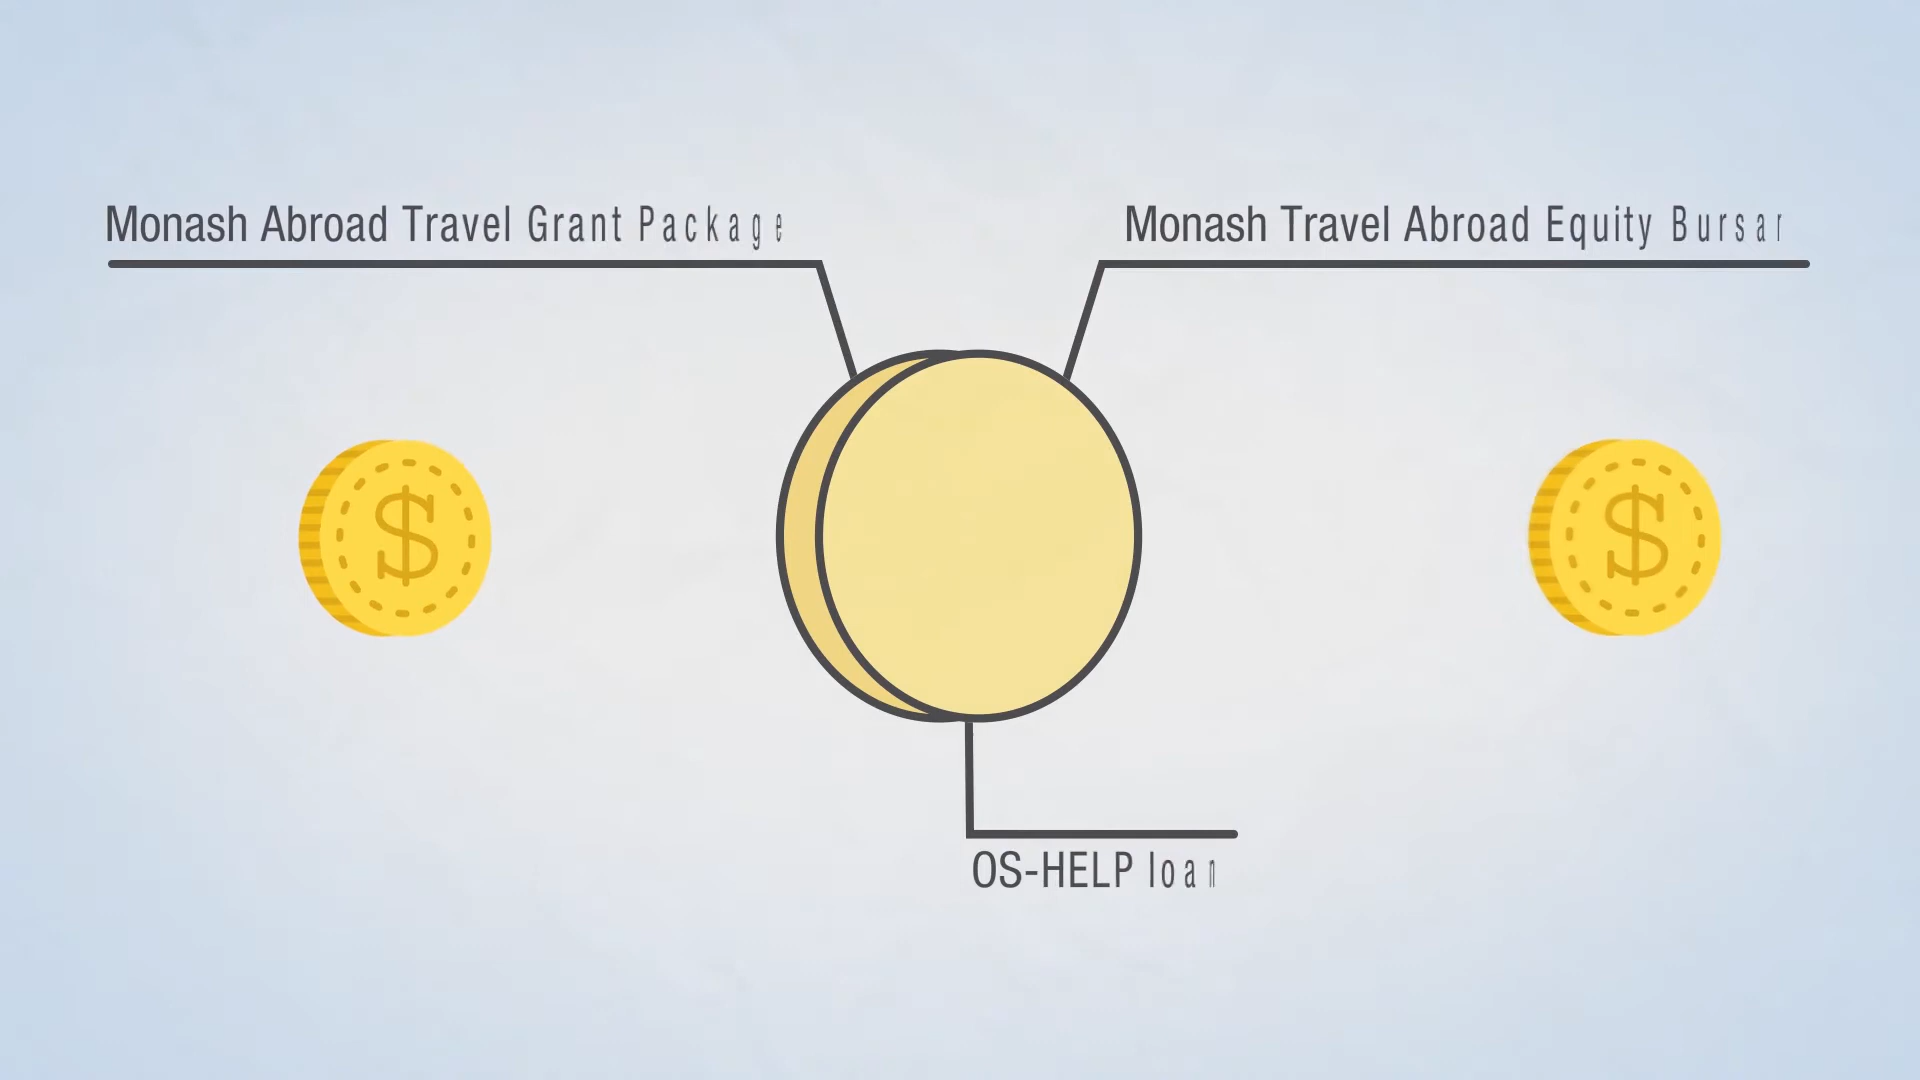 Monash Abroad Travel Grant Package
Monash Travel Abroad Equity Bursar
$
$
OS-HELP loan